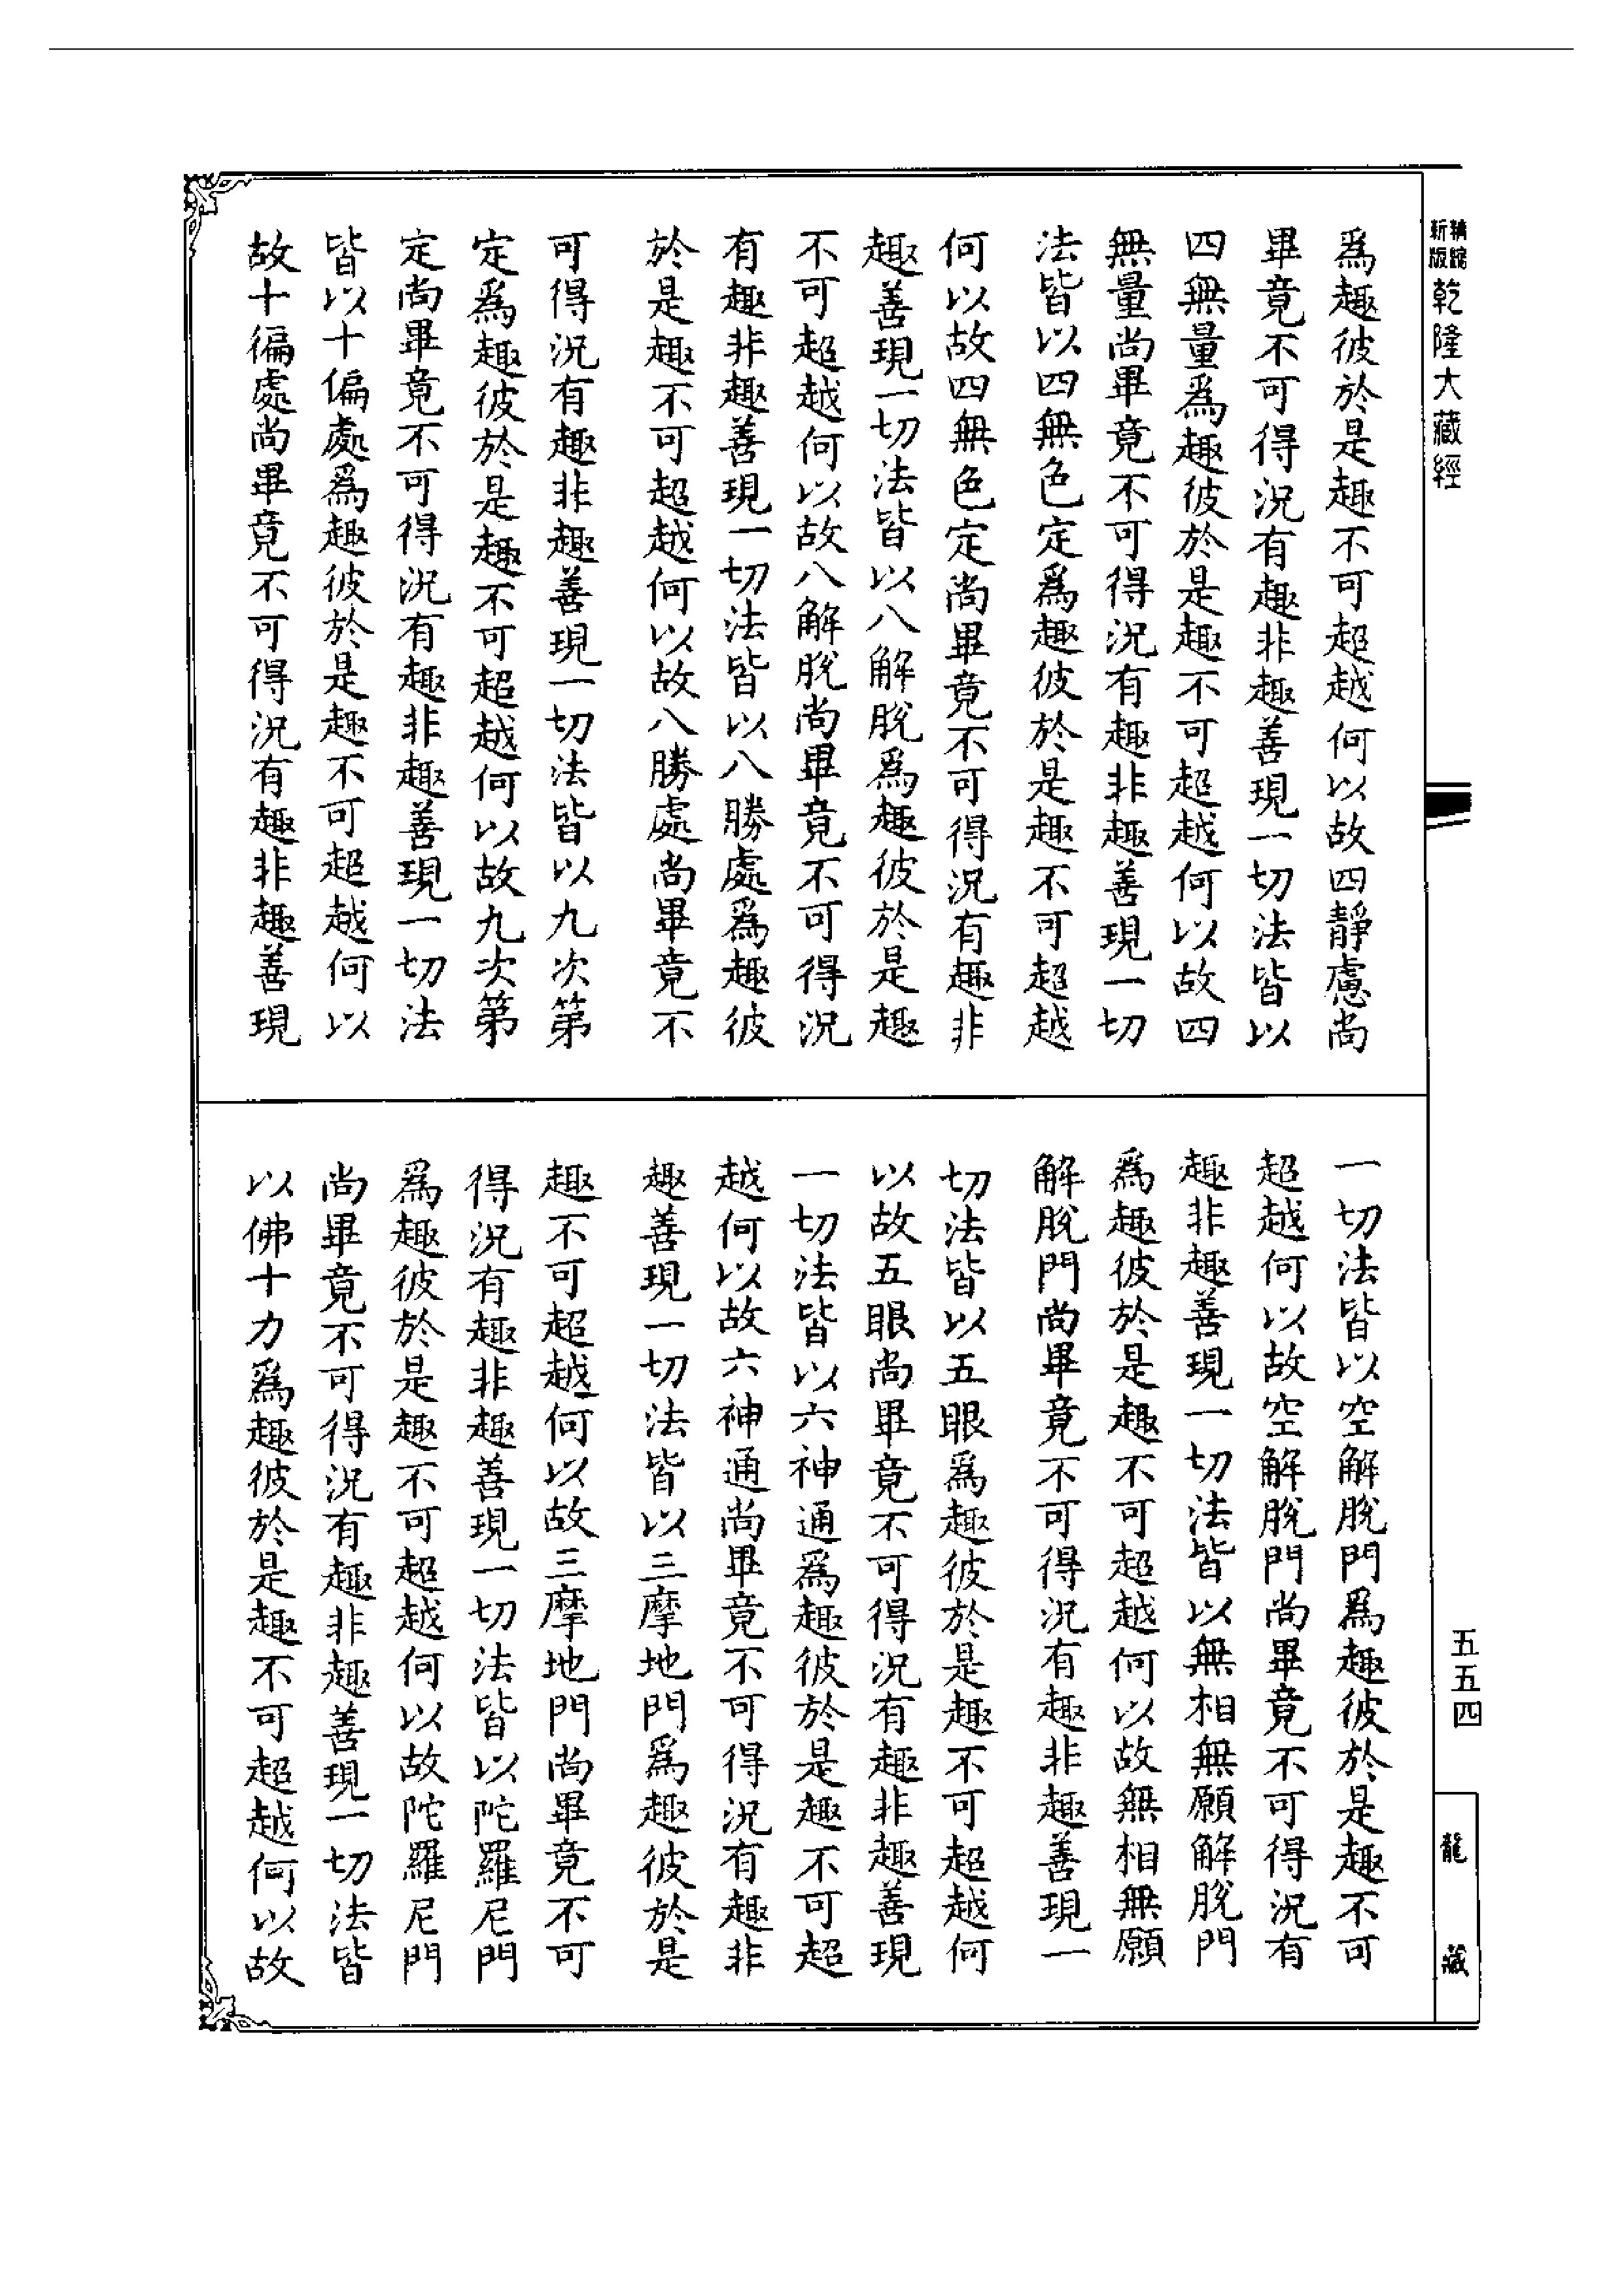 新版精縮乾隆大藏經
爲趣彼於是趣不可超越何以故四靜慮尚
畢竟不可得況有趣非趣善現一切法皆以
四無量爲趣彼於是趣不可超越何以故四
無量尚畢竟不可得況有趣非趣善現一切
法皆以四無色定爲趣彼於是趣不可超越
何以故四無色定尚畢竟不可得況有趣非
趣善現一切法皆以八解脫爲趣彼於是趣
不可超越何以故八解脫尚畢竟不可得況
有趣非趣善現一切法皆以八勝處爲趣彼
於是趣不可超越何以故八勝處尚畢竟不
可得況有趣非趣善現一切法皆以九次第
定爲趣彼於是趣不可超越何以故九次第
定尚畢竟不可得況有趣非趣善現一切法
皆以十徧處爲趣彼於是趣不可超越何以
故十徧處尚畢竟不可得況有趣非趣善現
一切法皆以空解脫門爲趣彼於是趣不可
超越何以故空解脫門尚畢竟不可得況有
趣非趣善現一切法皆以無相無願解脫門
爲趣彼於是趣不可超越何以故無相無願
解脫門尚畢竟不可得況有趣非趣善現一
切法皆以五眼爲趣彼於是趣不可超越何
以故五眼尚畢竟不可得況有趣非趣善現
一切法皆以六神通爲趣彼於是趣不可超
越何以故六神通尚畢竟不可得況有趣非
趣善現一切法皆以三摩地門爲趣彼於是
趣不可超越何以故三摩地門尚畢竟不可
得況有趣非趣善現一切法皆以陀羅尼門
爲趣彼於是趣不可超越何以故陀羅尼門
尚畢竟不可得況有趣非趣善現一切法皆
以佛十力爲趣彼於是趣不可超越何以故
五五四
龍藏